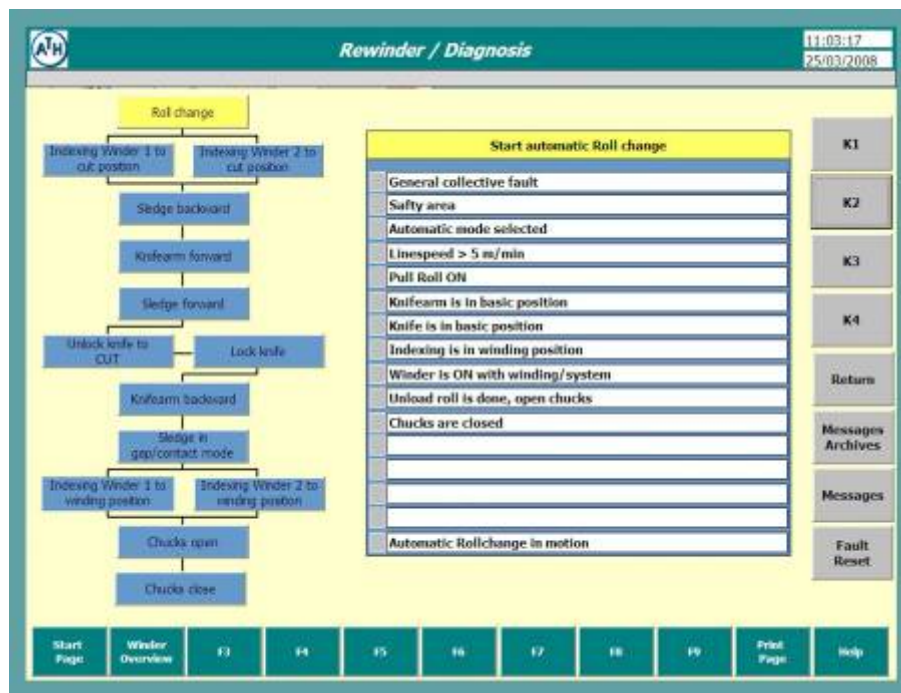 ATH
Rewinder / Diagnosis
11:03:17
25/03/2008
Roll change
Indexing Winder 1 to
cut position
Indexing Winder 2 to
cut position
Sledge backward
Knifearm forward
Sledge forward
Unlock knife to
CUT
Lock knife
Knifearm backward
Sledge in
gap/contact mode
Indexing Winder 1 to
winding position
Indexing Winder 2 to
winding position
Chucks open
Chucks close
Start automatic Roll change
General collective fault
Safty area
Automatic mode selected
Linespeed > 5 m/min
Pull Roll ON
Knifearm is in basic position
Knife is in basic position
Indexing is in winding position
Winder is ON with winding/system
Unload roll is done, open chucks
Chucks are closed
Automatic Rollchange in motion
K1
K2
K3
K4
Return
Messages
Archives
Messages
Fault
Reset
Start
Page
Winder
Overview
F3
F4
F5
F6
F7
F8
F9
Print
Page
Help